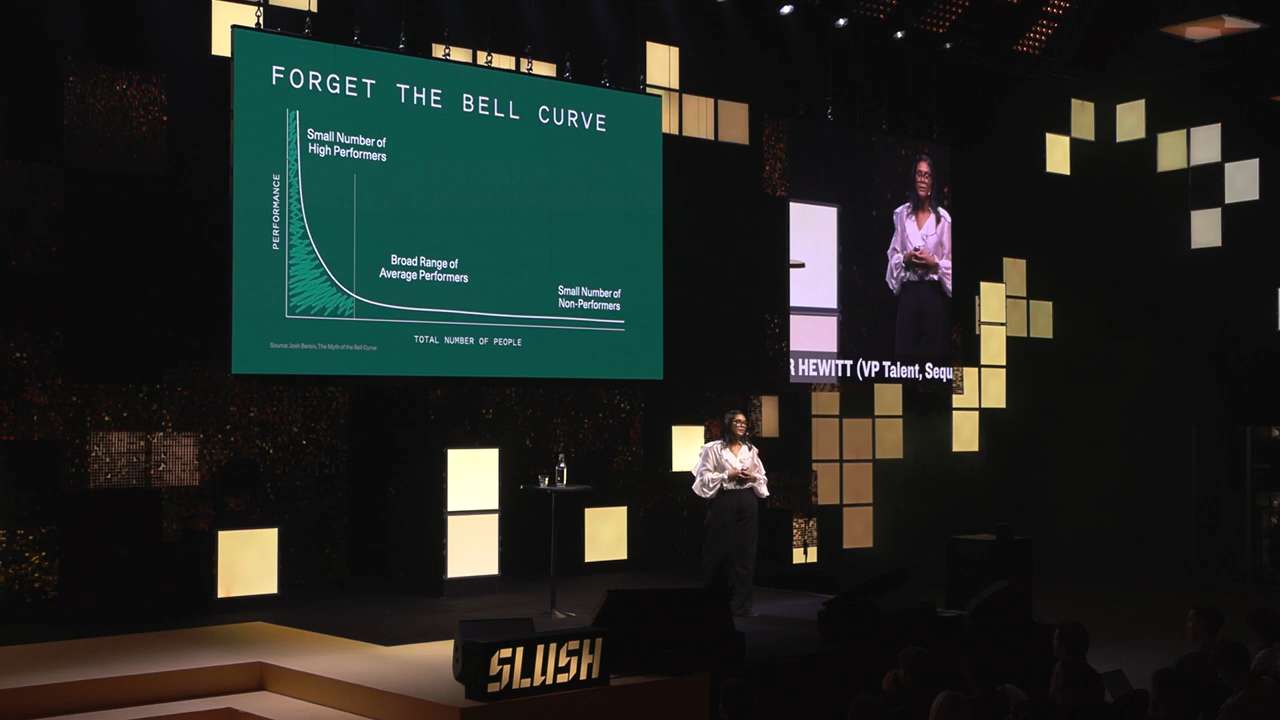 FORGET THE BELL CURVE
Small Number of
High Performers
PERFORMANCE
Broad Range of
Average Performers
Small Number of
Non-Performers
TOTAL NUMBER OF PEOPLE
Source: Josh Bersin, The Myth of the Bell Curve.
R HEWITT (VP Talent, Sequ
SLUSH